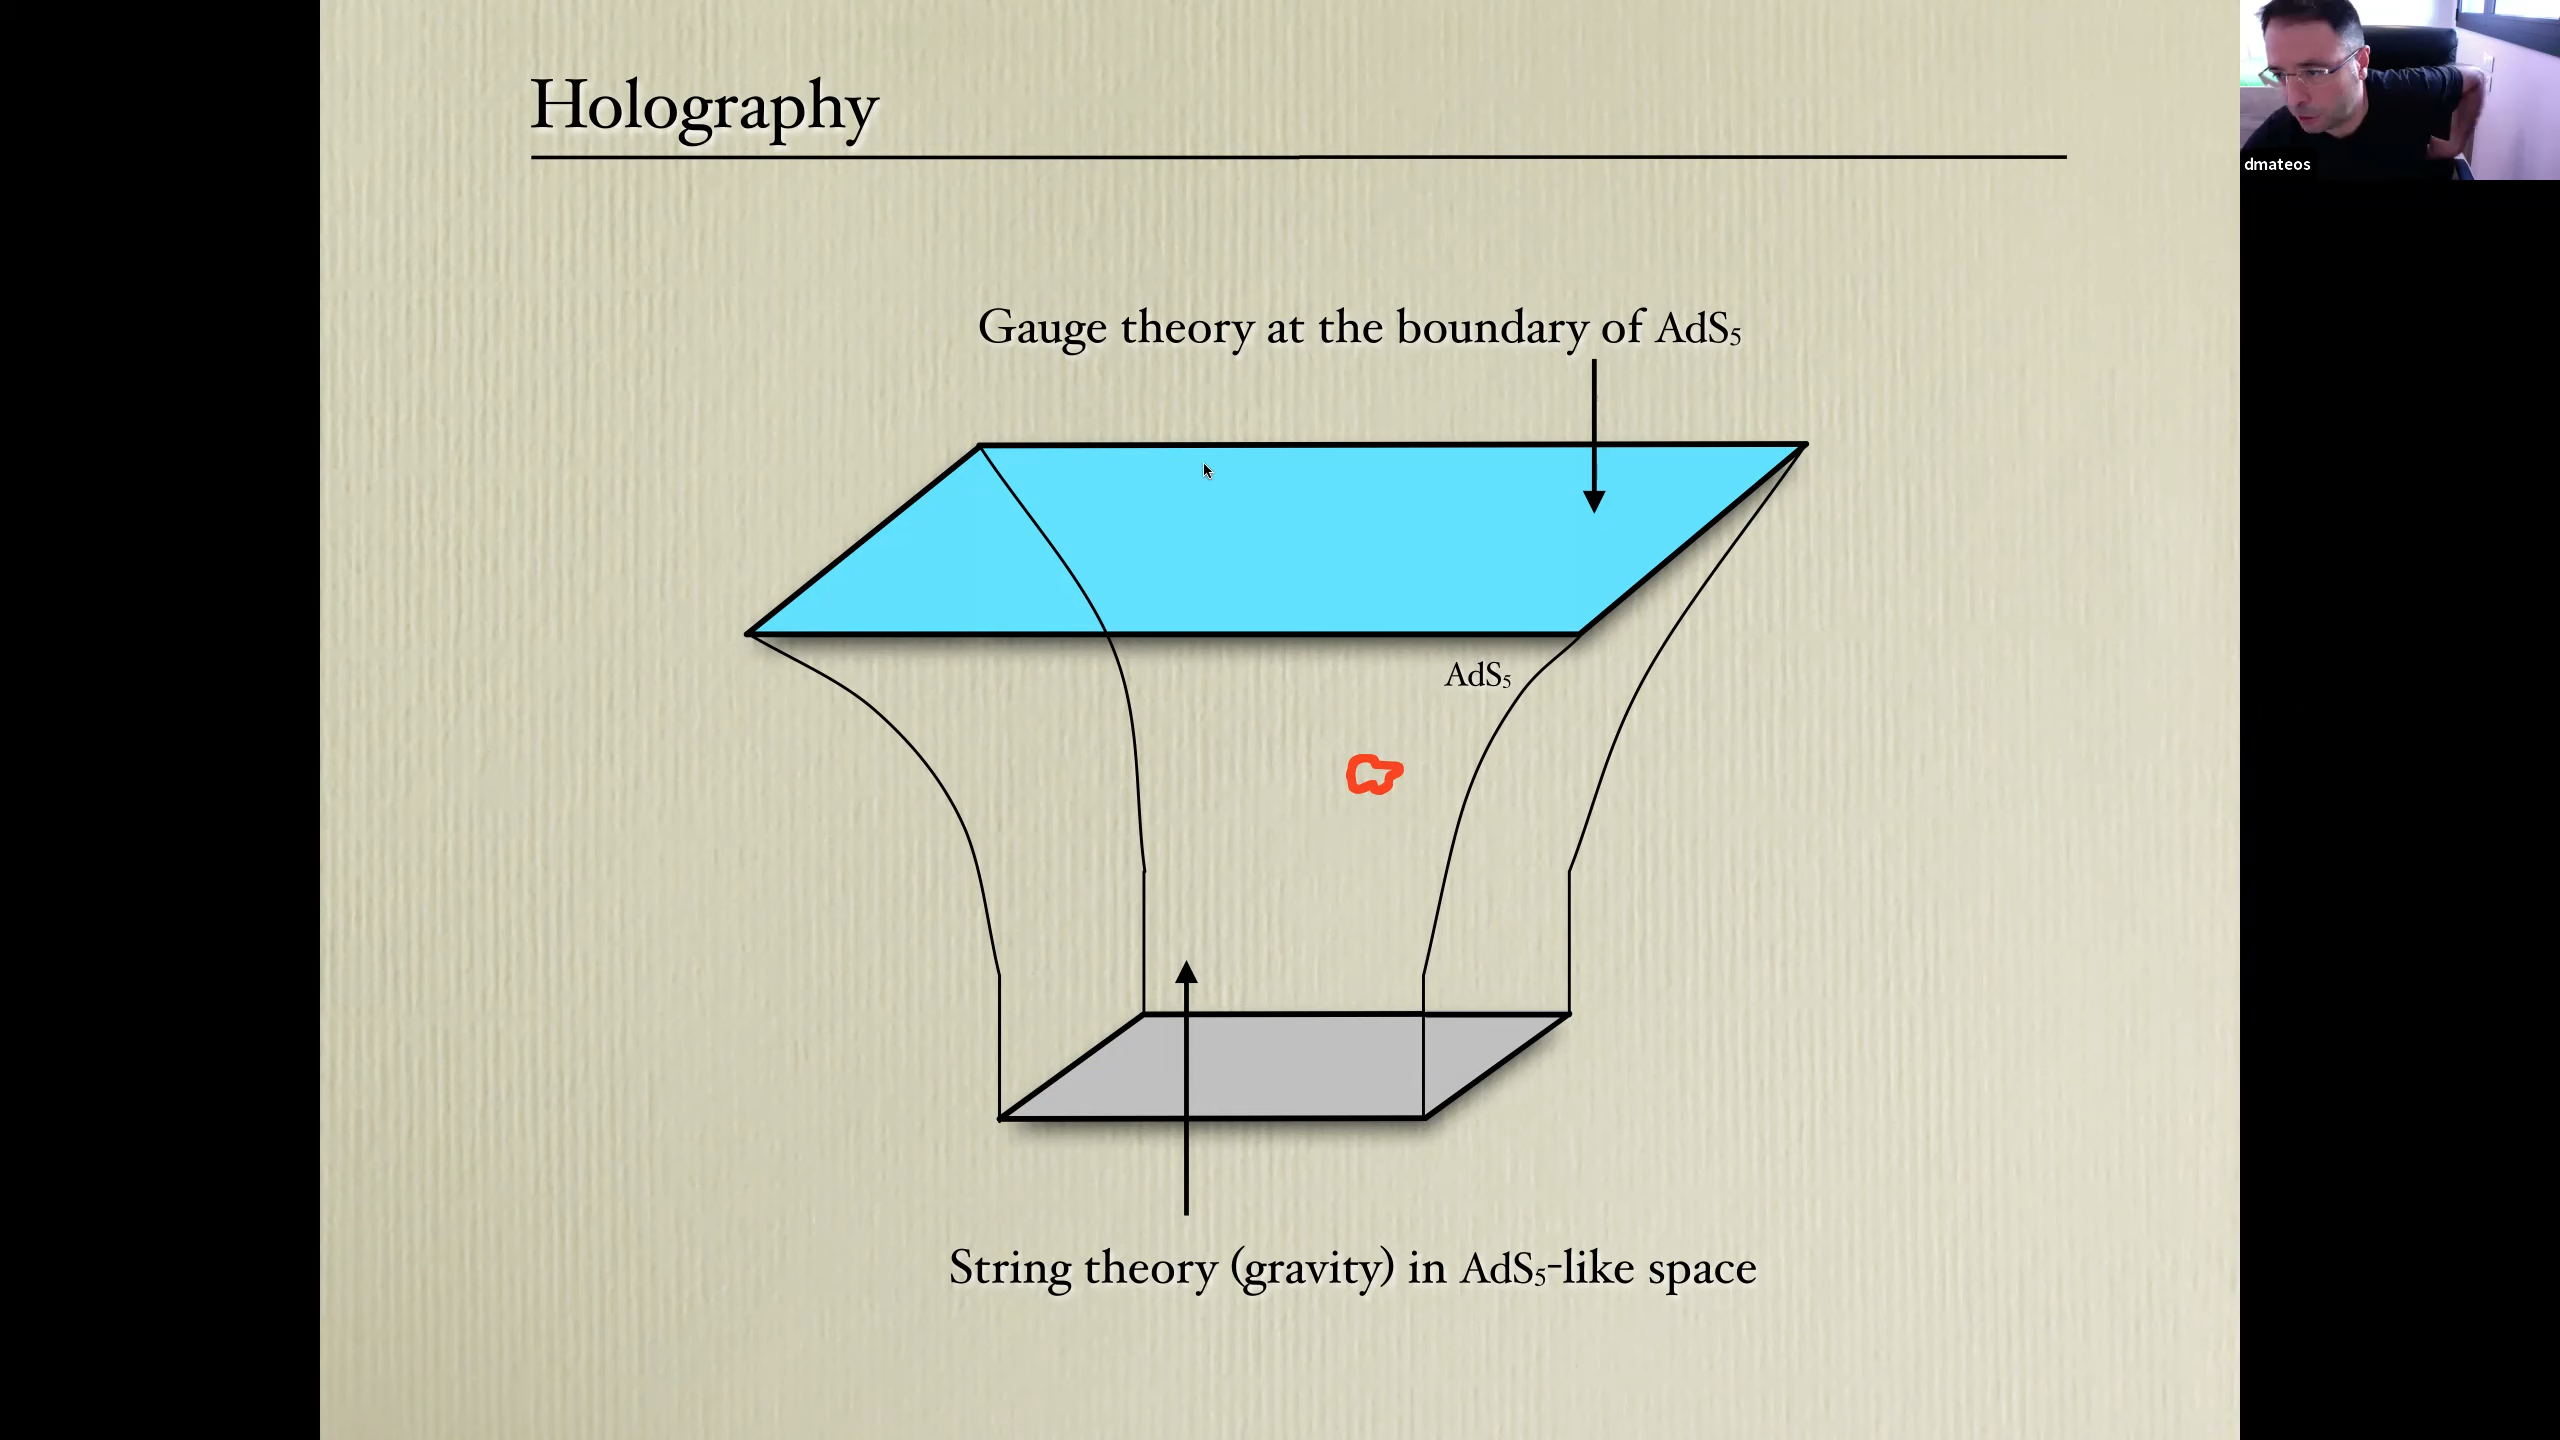 Holography
dmateos
Gauge theory at the boundary of AdS₅
AdS₅
String theory (gravity) in AdS₅-like space